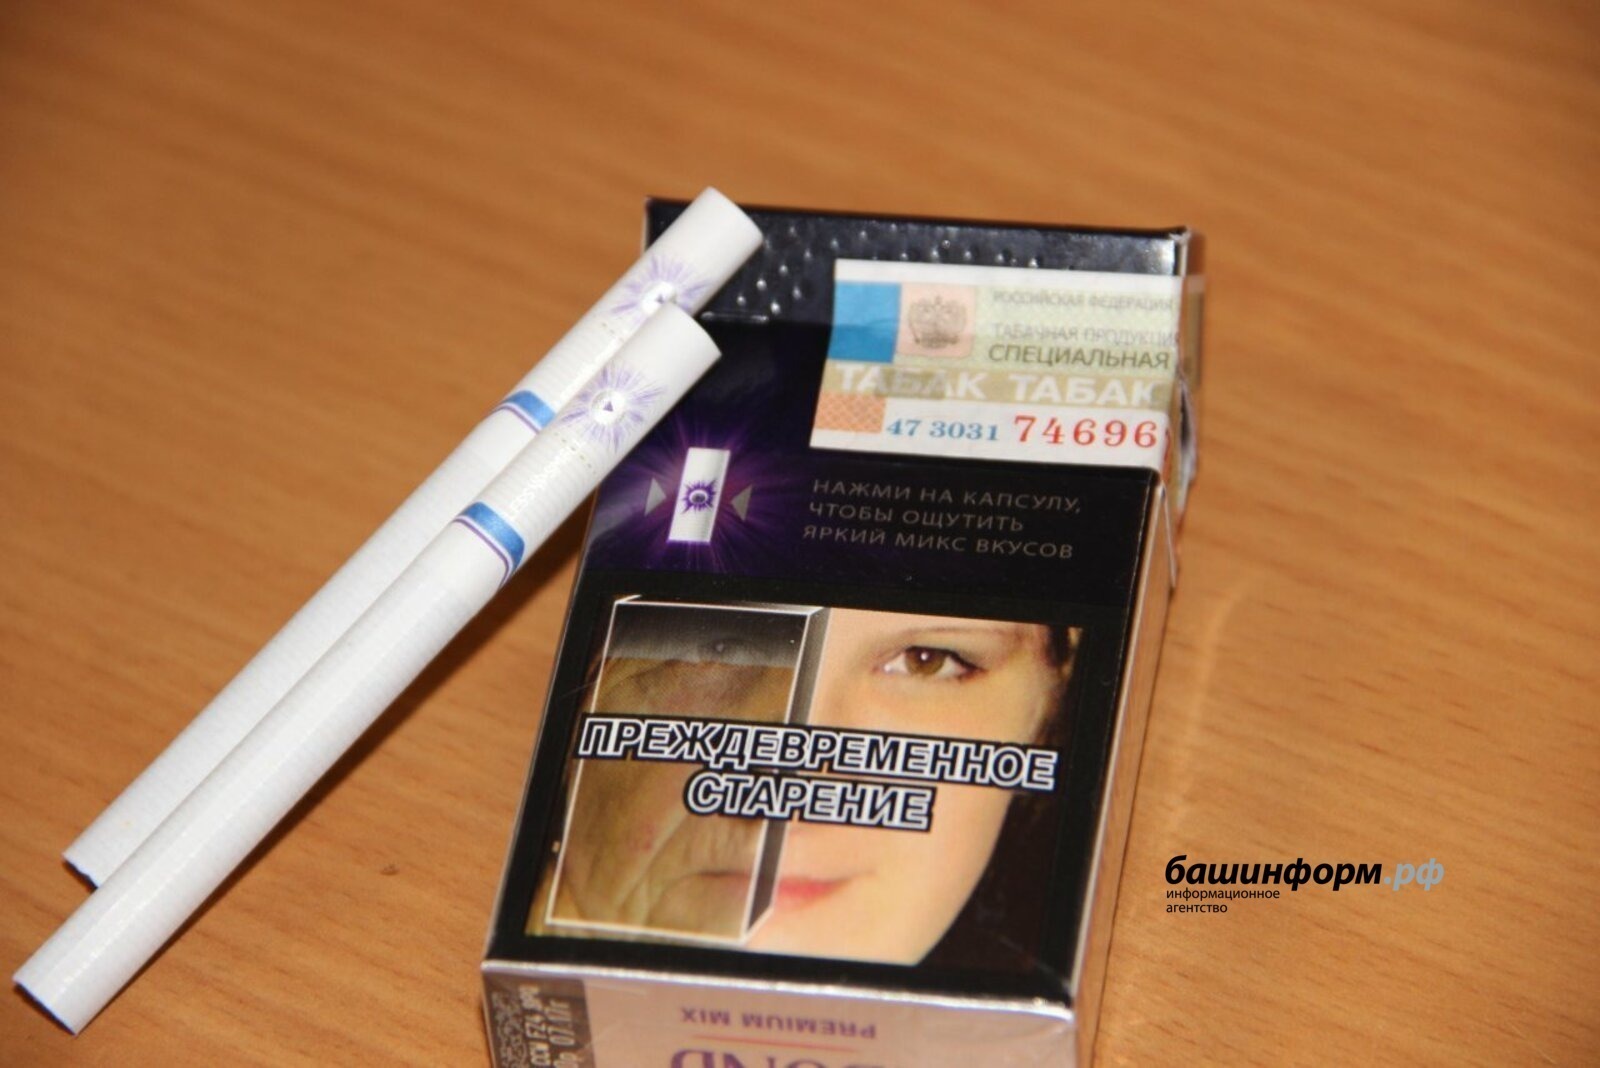 РОССИЙСКАЯ ФЕДЕРАЦИЯ
ТАБАЧНАЯ ПРОДУКЦИЯ
СПЕЦИАЛЬНАЯ
ТАБАК ТАБАК
47 3031 74696
НАЖМИ НА КАПСУЛУ,
ЧТОБЫ ОЩУТИТЬ
ЯРКИЙ МИКС ВКУСОВ
ПРЕЖДЕВРЕМЕННОЕ
СТАРЕНИЕ
башинформ.рф
информационное
агентство
PREMIUM MIX